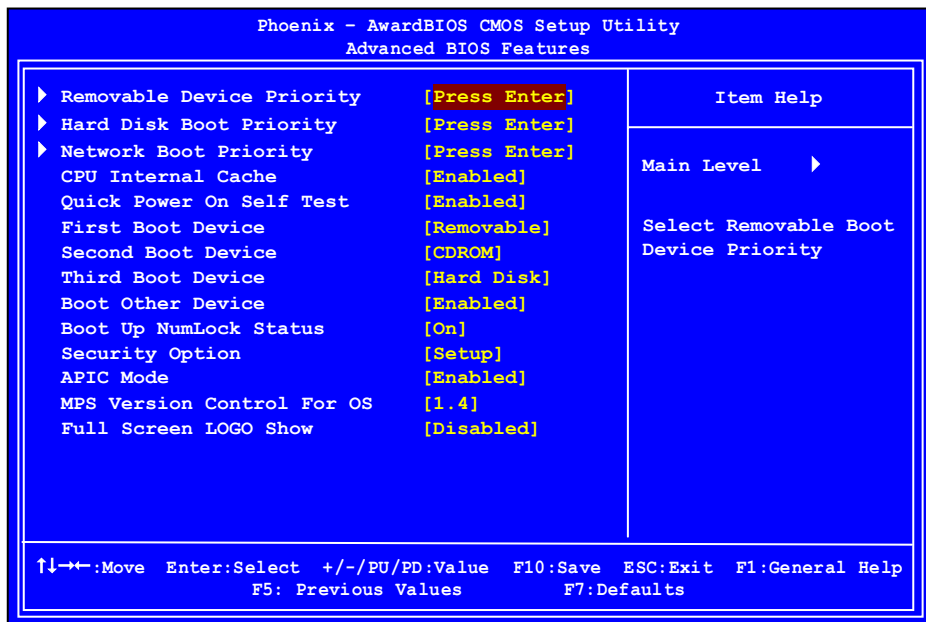 Phoenix – AwardBIOS CMOS Setup Utility
Advanced BIOS Features
Removable Device Priority [Press Enter]
Hard Disk Boot Priority [Press Enter]
Network Boot Priority [Press Enter]
CPU Internal Cache [Enabled]
Quick Power On Self Test [Enabled]
First Boot Device [Removable]
Second Boot Device [CDROM]
Third Boot Device [Hard Disk]
Boot Other Device [Enabled]
Boot Up NumLock Status [On]
Security Option [Setup]
APIC Mode [Enabled]
MPS Version Control For OS [1.4]
Full Screen LOGO Show [Disabled]
Item Help
Main Level
Select Removable Boot
Device Priority
↑↓→←:Move Enter:Select +/-/PU/PD:Value F10:Save ESC:Exit F1:General Help
F5: Previous Values F7:Defaults